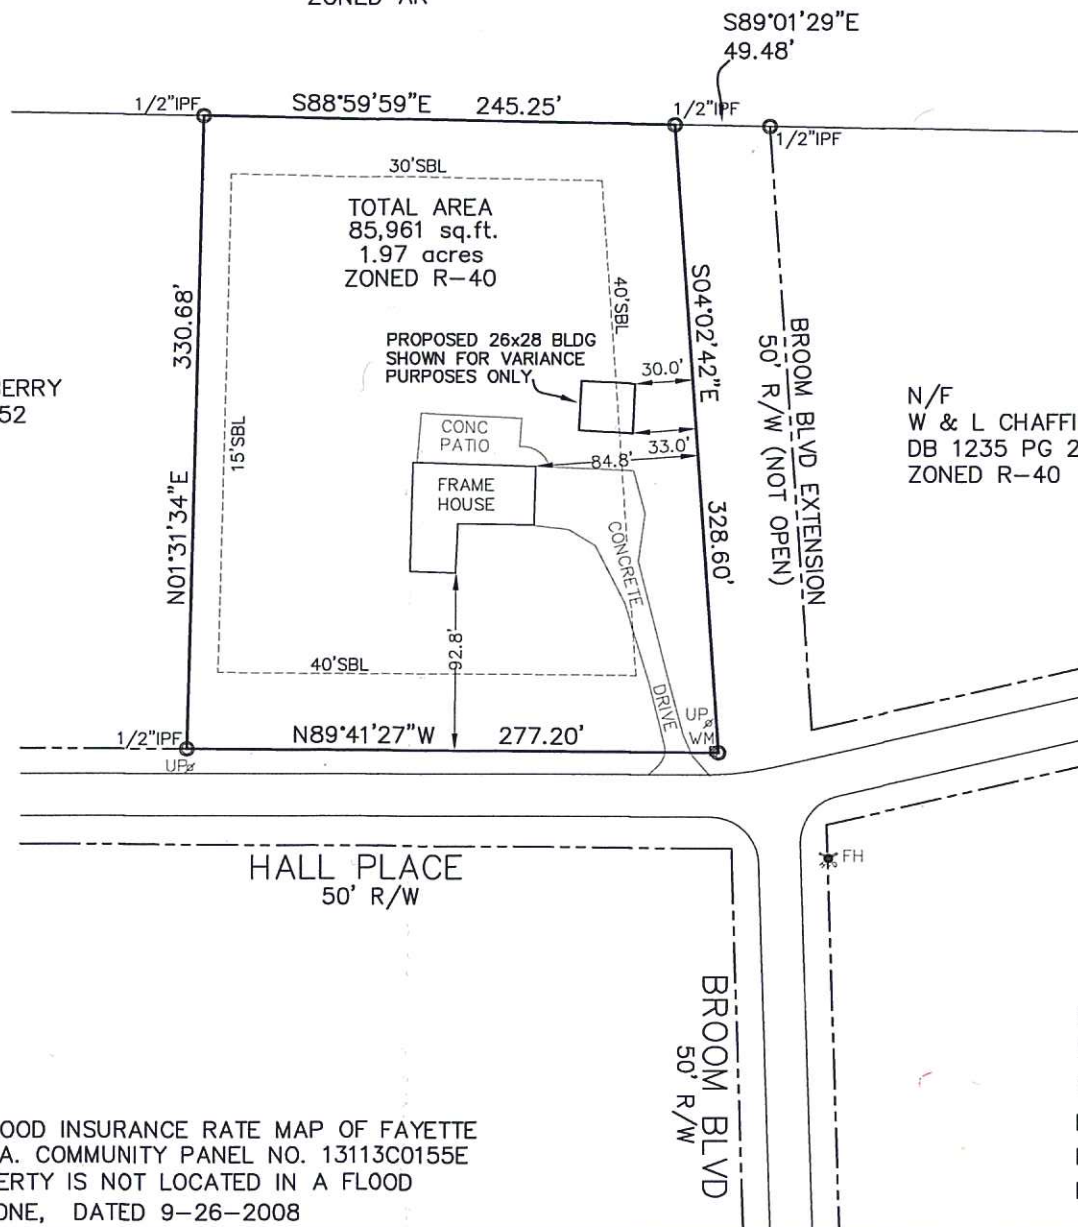 ZONED AR
S89°01'29"E
49.48'
1/2"IPF
S88°59'59"E 245.25'
1/2"IPF
1/2"IPF
30'SBL
TOTAL AREA
85,961 sq.ft.
1.97 acres
ZONED R-40
40'SBL
S04°02'42"E
328.60'
330.68'
N01°31'34"E
15'SBL
PROPOSED 26x28 BLDG
SHOWN FOR VARIANCE
PURPOSES ONLY
30.0'
33.0'
84.8'
CONC
PATIO
FRAME
HOUSE
CONCRETE
DRIVE
92.8'
40'SBL
BROOM BLVD EXTENSION
50' R/W (NOT OPEN)
ERRY
52
N/F
W & L CHAFFI
DB 1235 PG 2
ZONED R-40
UP
WM
1/2"IPF
N89°41'27"W 277.20'
UP
HALL PLACE
50' R/W
FH
BROOM BLVD
50' R/W
OOD INSURANCE RATE MAP OF FAYETTE
A. COMMUNITY PANEL NO. 13113C0155E
ERTY IS NOT LOCATED IN A FLOOD
ONE, DATED 9-26-2008